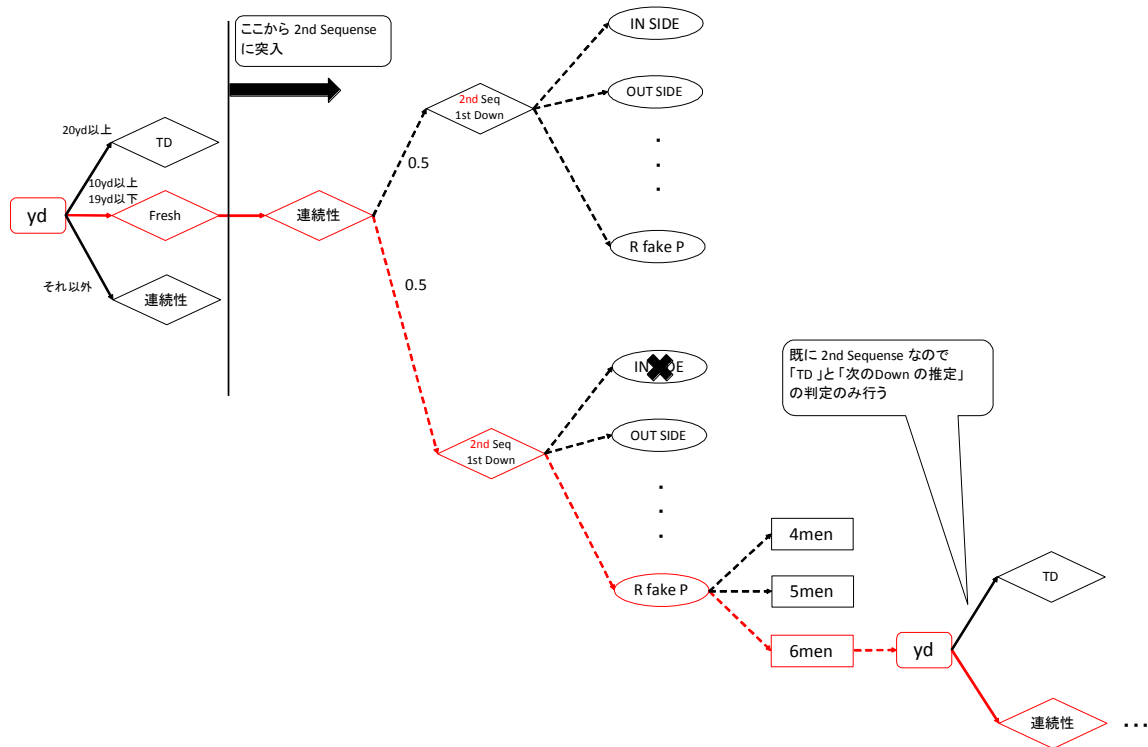 ここから 2nd Sequense
に突入
20yd以上
TD
10yd以上
19yd以下
yd
Fresh
連続性
それ以外
連続性
0.5
0.5
2nd Seq
1st Down
IN SIDE
OUT SIDE
.
.
.
R fake P
2nd Seq
1st Down
OUT SIDE
.
.
.
R fake P
4men
5men
6men
yd
既に 2nd Sequense なので
「TD 」と「次のDown の推定」
の判定のみ行う
TD
連続性
...